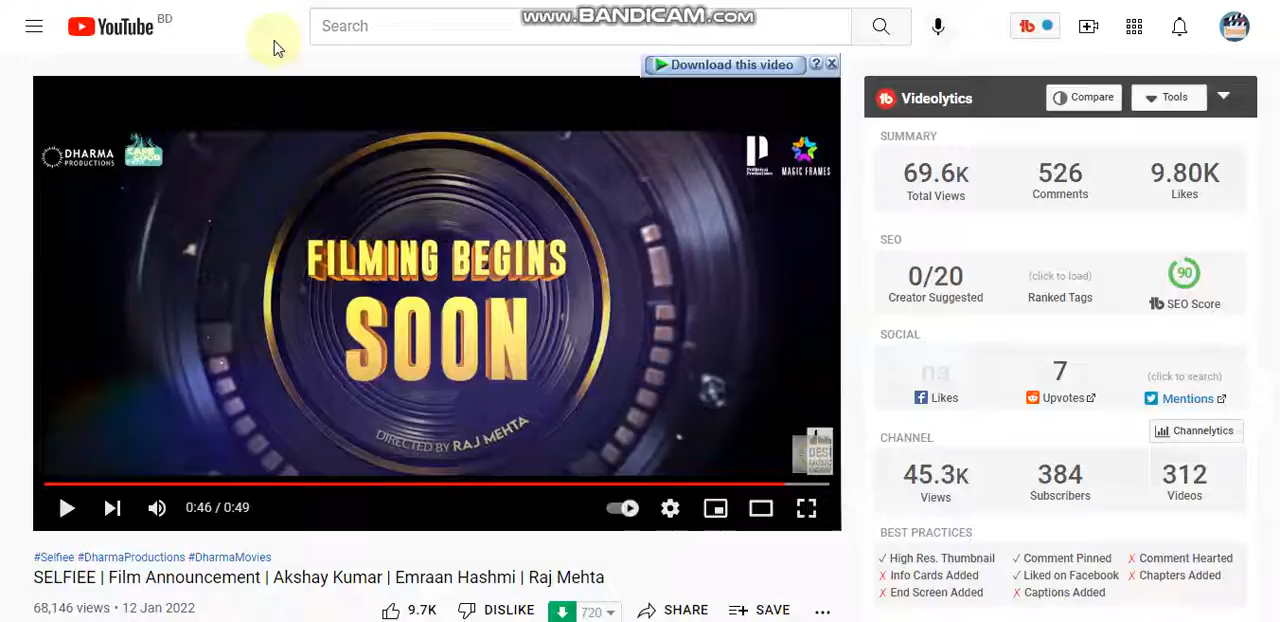 YouTube BD
Search
www.BANDICAM.com
Download this video
DHARMA
PRODUCTIONS
MAGIC FRAMES
FILMING BEGINS
SOON
DIRECTED BY RAJ MEHTA
0:46 / 0:49
#Selfiee #DharmaProductions #DharmaMovies
SELFIEE | Film Announcement | Akshay Kumar | Emraan Hashmi | Raj Mehta
68,146 views • 12 Jan 2022
9.7K
DISLIKE
720
SHARE
SAVE
tb
Videolytics
Compare
Tools
SUMMARY
69.6K 526 9.80K
Total Views Comments Likes
SEO
0/20 (click to load) 90
Creator Suggested Ranked Tags tb SEO Score
SOCIAL
na 7 (click to search)
Likes Upvotes Mentions
CHANNEL Channelytics
45.3K 384 312
Views Subscribers Videos
BEST PRACTICES
✓ High Res. Thumbnail ✓ Comment Pinned X Comment Hearted
X Info Cards Added ✓ Liked on Facebook X Chapters Added
X End Screen Added X Captions Added